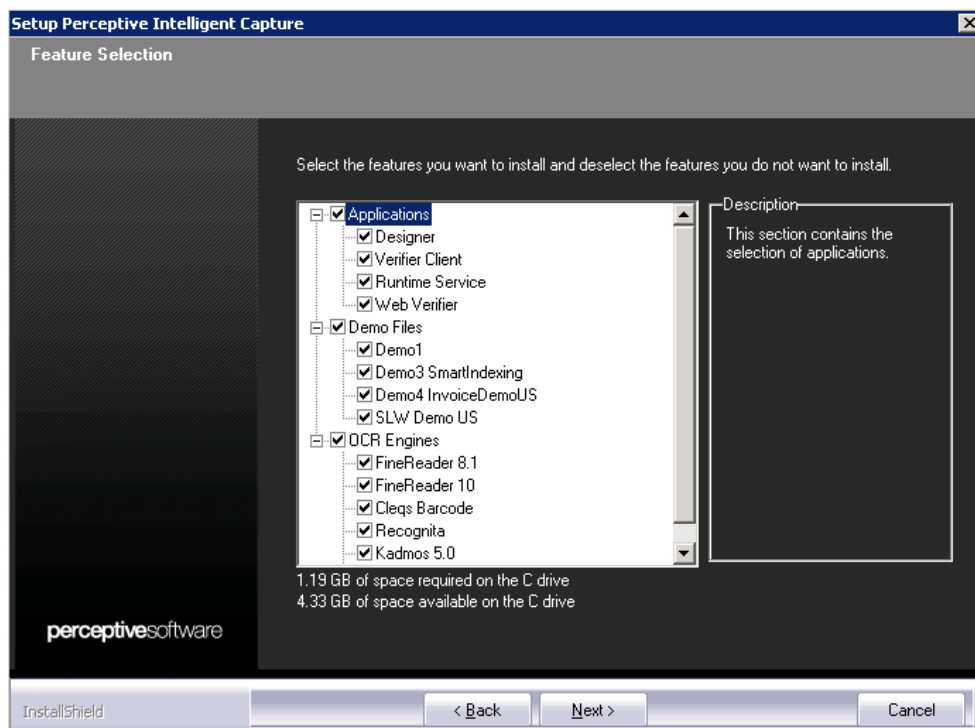 Setup Perceptive Intelligent Capture
Feature Selection
Select the features you want to install and deselect the features you do not want to install.
Applications
Designer
Verifier Client
Runtime Service
Web Verifier
Demo Files
Demo1
Demo3 SmartIndexing
Demo4 InvoiceDemoUS
SLW Demo US
OCR Engines
FineReader 8.1
FineReader 10
Cleqs Barcode
Recognita
Kadmos 5.0
Description
This section contains the
selection of applications.
1.19 GB of space required on the C drive
4.33 GB of space available on the C drive
perceptivesoftware
InstallShield
< Back
Next >
Cancel